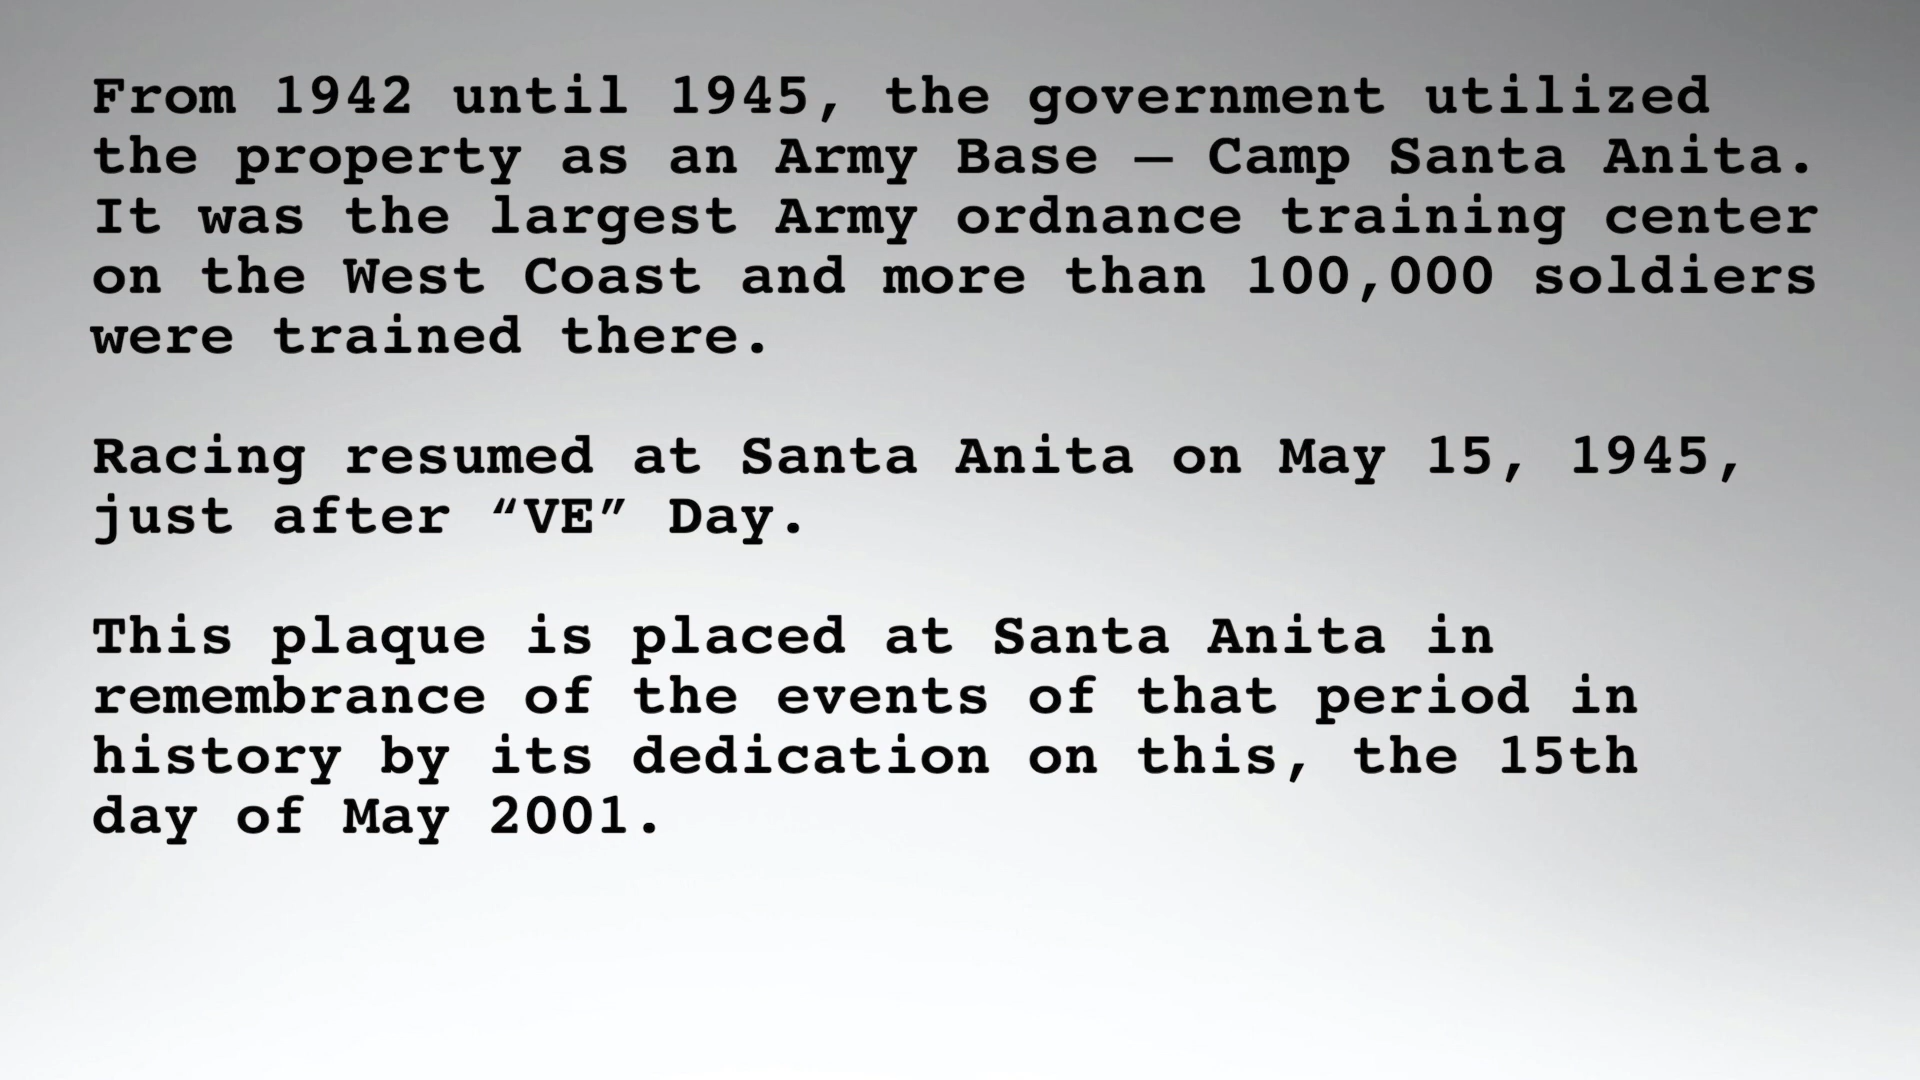 From 1942 until 1945, the government utilized
the property as an Army Base — Camp Santa Anita.
It was the largest Army ordnance training center
on the West Coast and more than 100,000 soldiers
were trained there.
Racing resumed at Santa Anita on May 15, 1945,
just after “VE” Day.
This plaque is placed at Santa Anita in
remembrance of the events of that period in
history by its dedication on this, the 15th
day of May 2001.